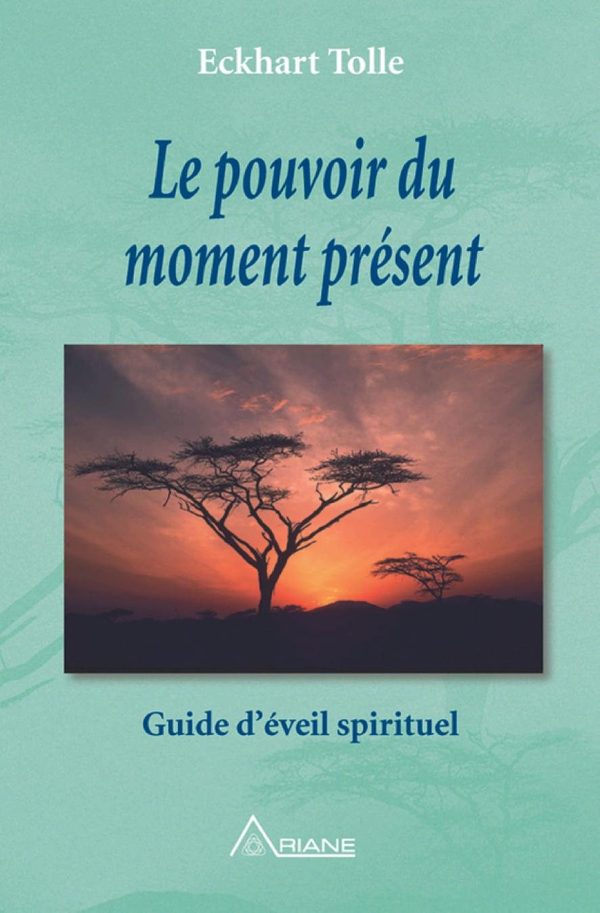 Eckhart Tolle
Le pouvoir du
moment présent
Guide d’éveil spirituel
ARIANE